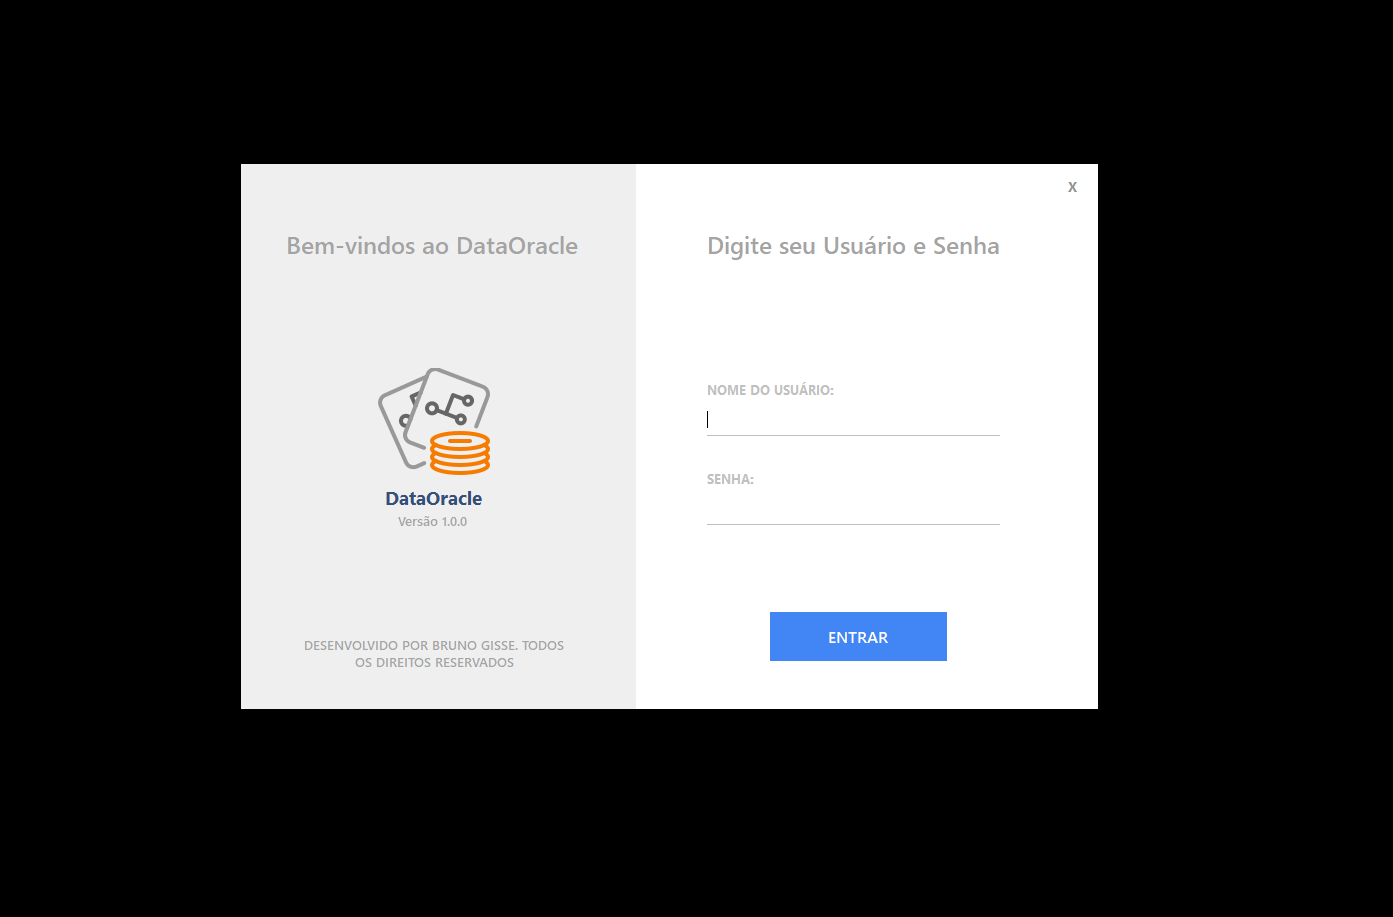 Bem-vindos ao DataOracle
DataOracle
Versão 1.0.0
DESENVOLVIDO POR BRUNO GISSE. TODOS
OS DIREITOS RESERVADOS
X
Digite seu Usuário e Senha
NOME DO USUÁRIO:
SENHA:
ENTRAR